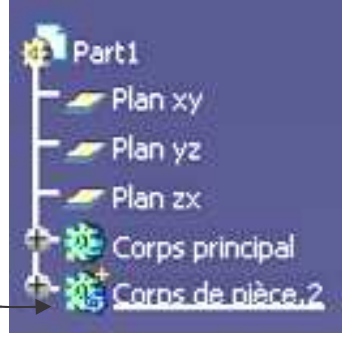 Part1
Plan xy
Plan yz
Plan zx
Corps principal
Corps de pièce.2